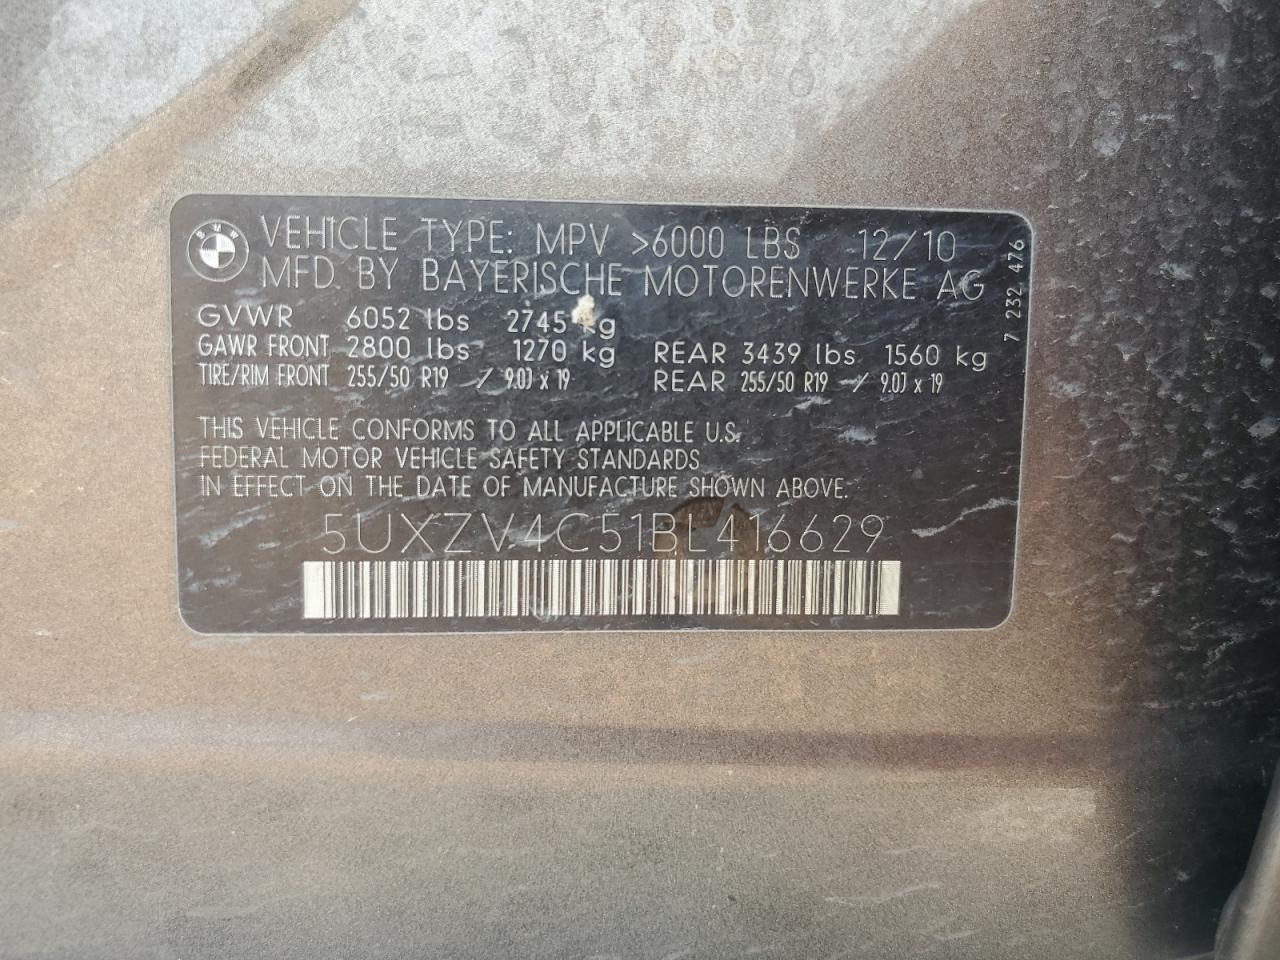 BMW
VEHICLE TYPE: MPV >6000 LBS 12/10
MFD. BY BAYERISCHE MOTORENWERKE AG
GVWR 6052 lbs 2745 kg
GAWR FRONT 2800 lbs 1270 kg REAR 3439 lbs 1560 kg
TIRE/RIM FRONT 255/50 R19 -/ 9.0J x 19 REAR 255/50 R19 -/ 9.0J x 19
THIS VEHICLE CONFORMS TO ALL APPLICABLE U.S.
FEDERAL MOTOR VEHICLE SAFETY STANDARDS
IN EFFECT ON THE DATE OF MANUFACTURE SHOWN ABOVE.
5UXZV4C51BL416629
7 232 476